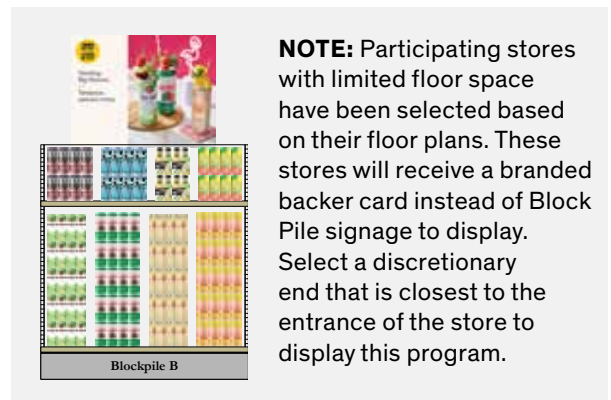 NOTE: Participating stores
with limited floor space
have been selected based
on their floor plans. These
stores will receive a branded
backer card instead of Block
Pile signage to display.
Select a discretionary
end that is closest to the
entrance of the store to
display this program.
Blockpile B